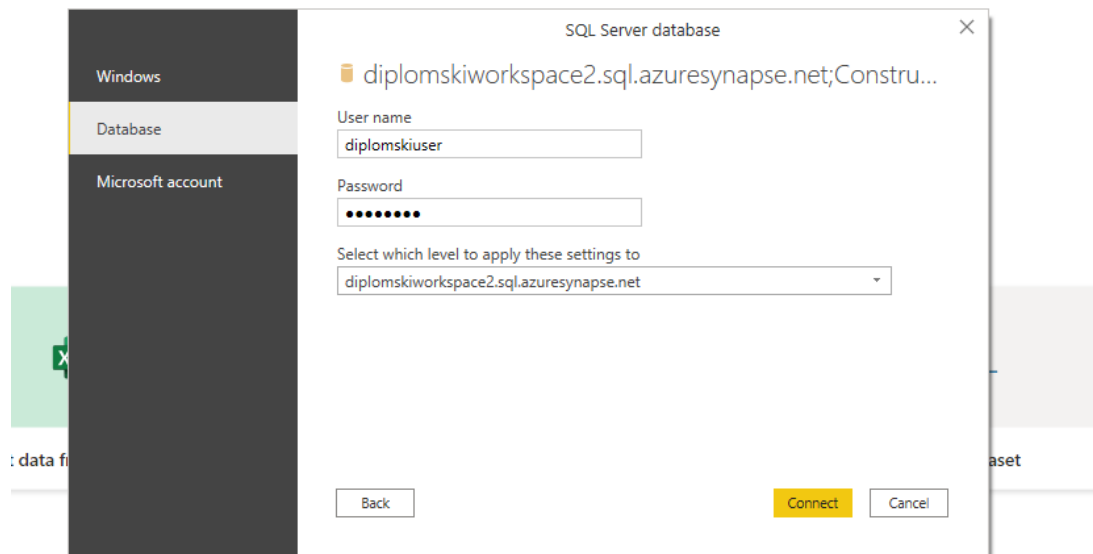 SQL Server database
Windows
Database
Microsoft account
diplomskiworkspace2.sql.azuresynapse.net;Constru...
User name
diplomskiuser
Password
••••••••
Select which level to apply these settings to
diplomskiworkspace2.sql.azuresynapse.net
Back
Connect
Cancel
t data f
aset